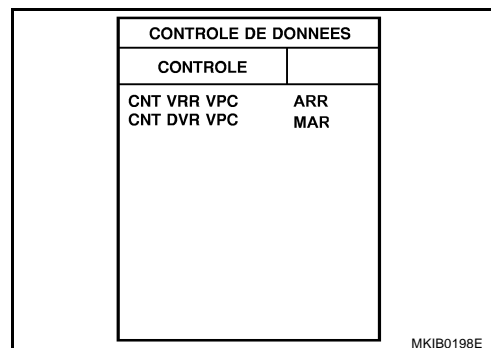 CONTROLE DE DONNEES
CONTROLE
CNT VRR VPC ARR
CNT DVR VPC MAR
MKIB0198E